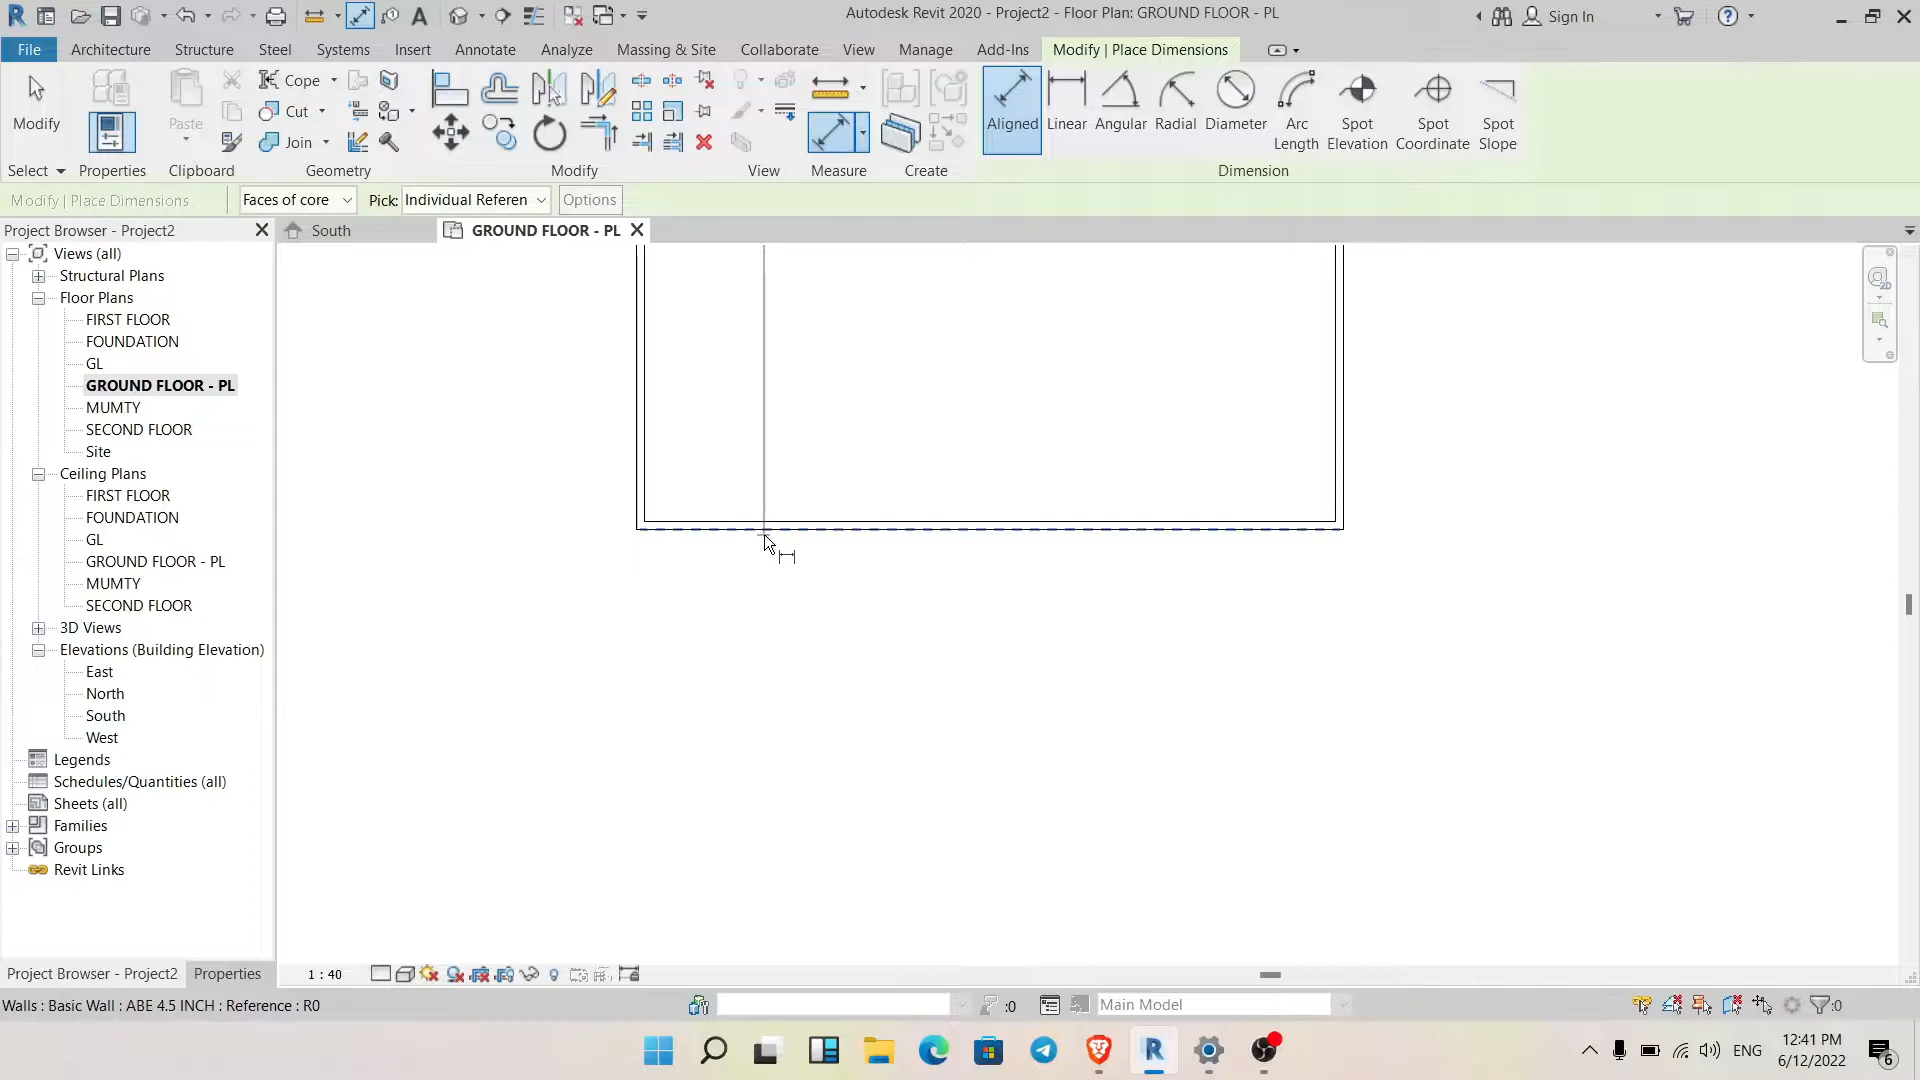 Autodesk Revit 2020 - Project2 - Floor Plan: GROUND FLOOR - PL
Sign In
File Architecture Structure Steel Systems Insert Annotate Analyze Massing & Site Collaborate View Manage Add-Ins Modify | Place Dimensions
Modify
Paste
Cope
Cut
Join
Aligned Linear Angular Radial Diameter Arc Length Spot Elevation Spot Coordinate Spot Slope
Select Properties Clipboard Geometry Modify View Measure Create Dimension
Modify | Place Dimensions Faces of core Pick: Individual Referen Options
Project Browser - Project2
South
GROUND FLOOR - PL
Views (all)
Structural Plans
Floor Plans
FIRST FLOOR
FOUNDATION
GL
GROUND FLOOR - PL
MUMTY
SECOND FLOOR
Site
Ceiling Plans
FIRST FLOOR
FOUNDATION
GL
GROUND FLOOR - PL
MUMTY
SECOND FLOOR
3D Views
Elevations (Building Elevation)
East
North
South
West
Legends
Schedules/Quantities (all)
Sheets (all)
Families
Groups
Revit Links
Project Browser - Project2 Properties
1 : 40
Walls : Basic Wall : ABE 4.5 INCH : Reference : R0
:0
Main Model
:0
ENG
12:41 PM
6/12/2022
6
2D